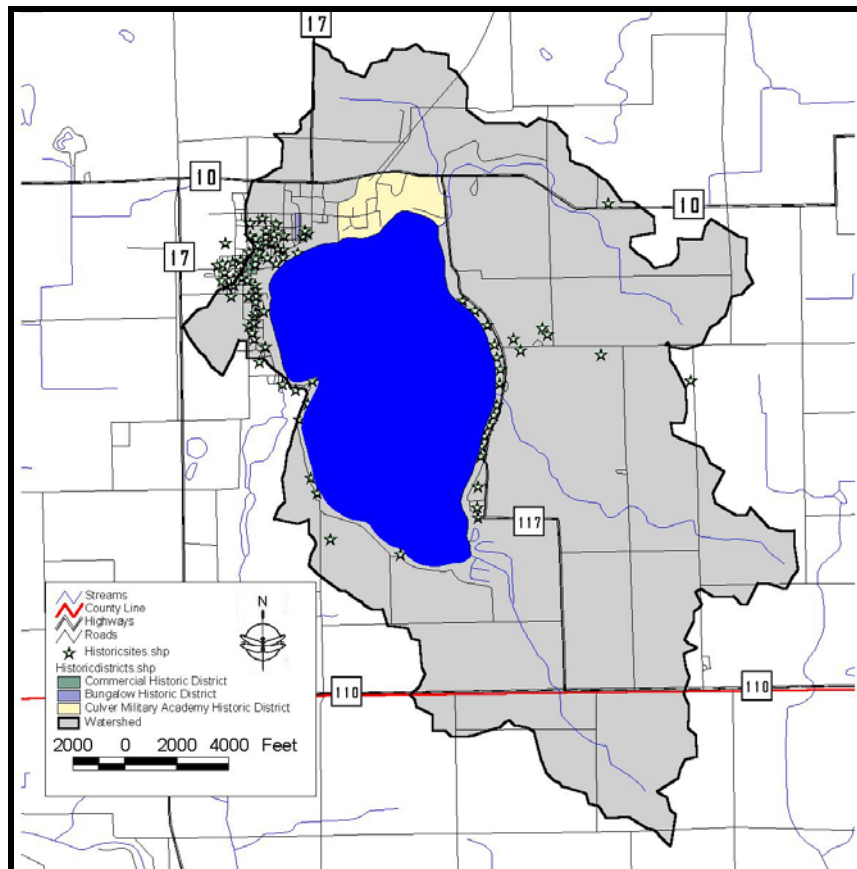 17
10
10
17
117
110
110
Streams
County Line
Highways
Roads
Historicsites.shp
Historicdistricts.shp
Commercial Historic District
Bungalow Historic District
Culver Military Academy Historic District
Watershed
N
2000 0 2000 4000 Feet